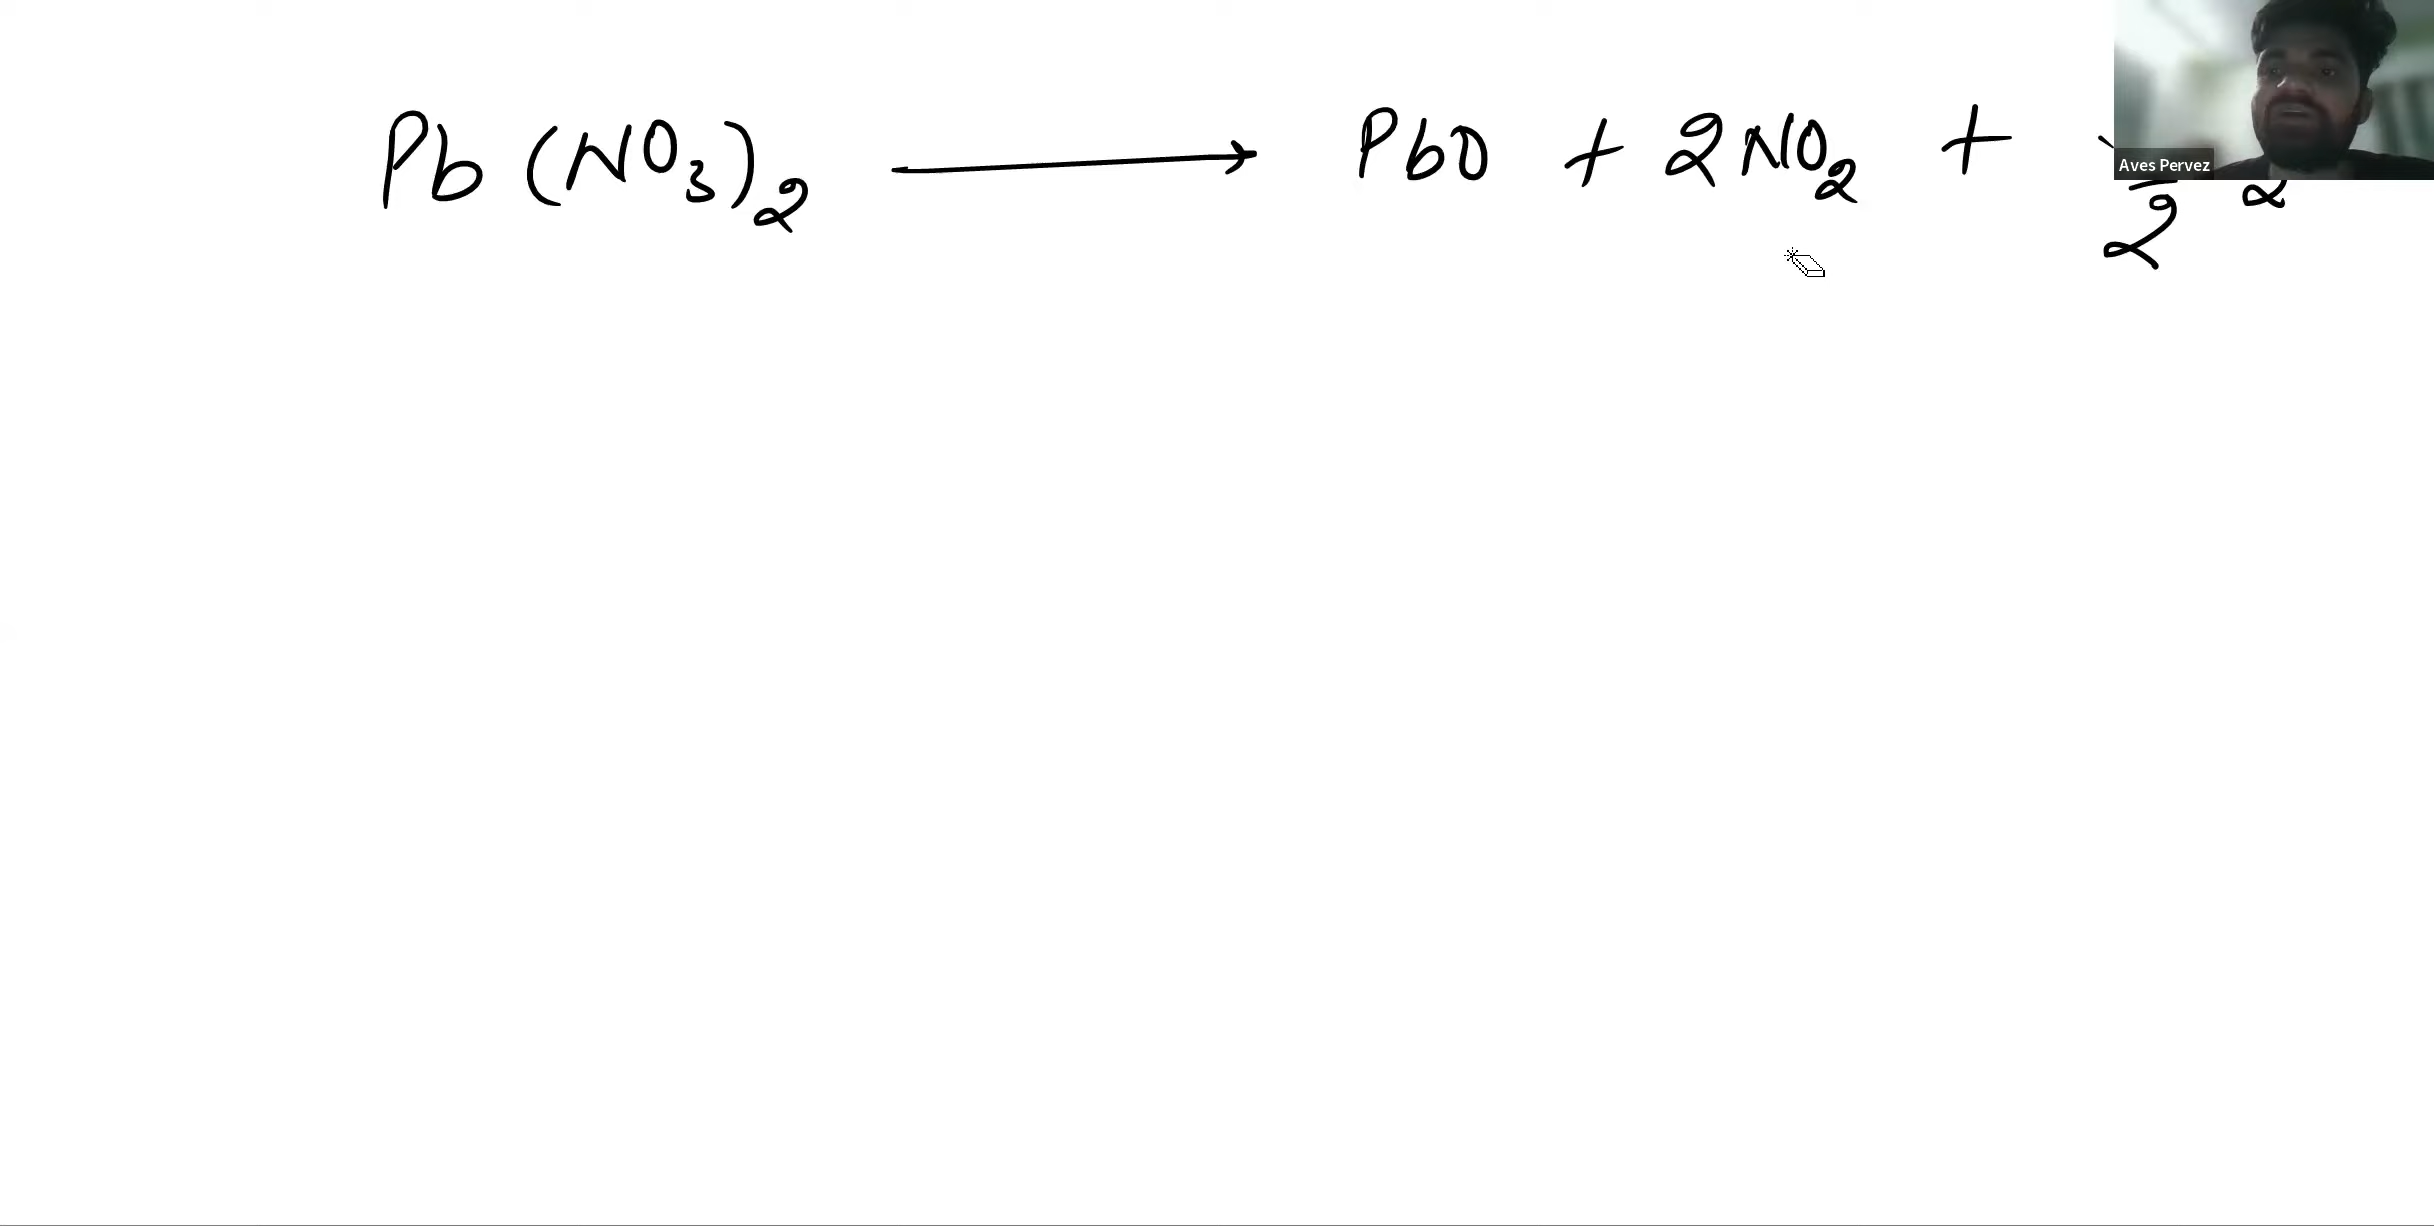 Pb (NO₃)₂ ⟶ PbO + 2NO₂ + 2 ₂
Aves Pervez